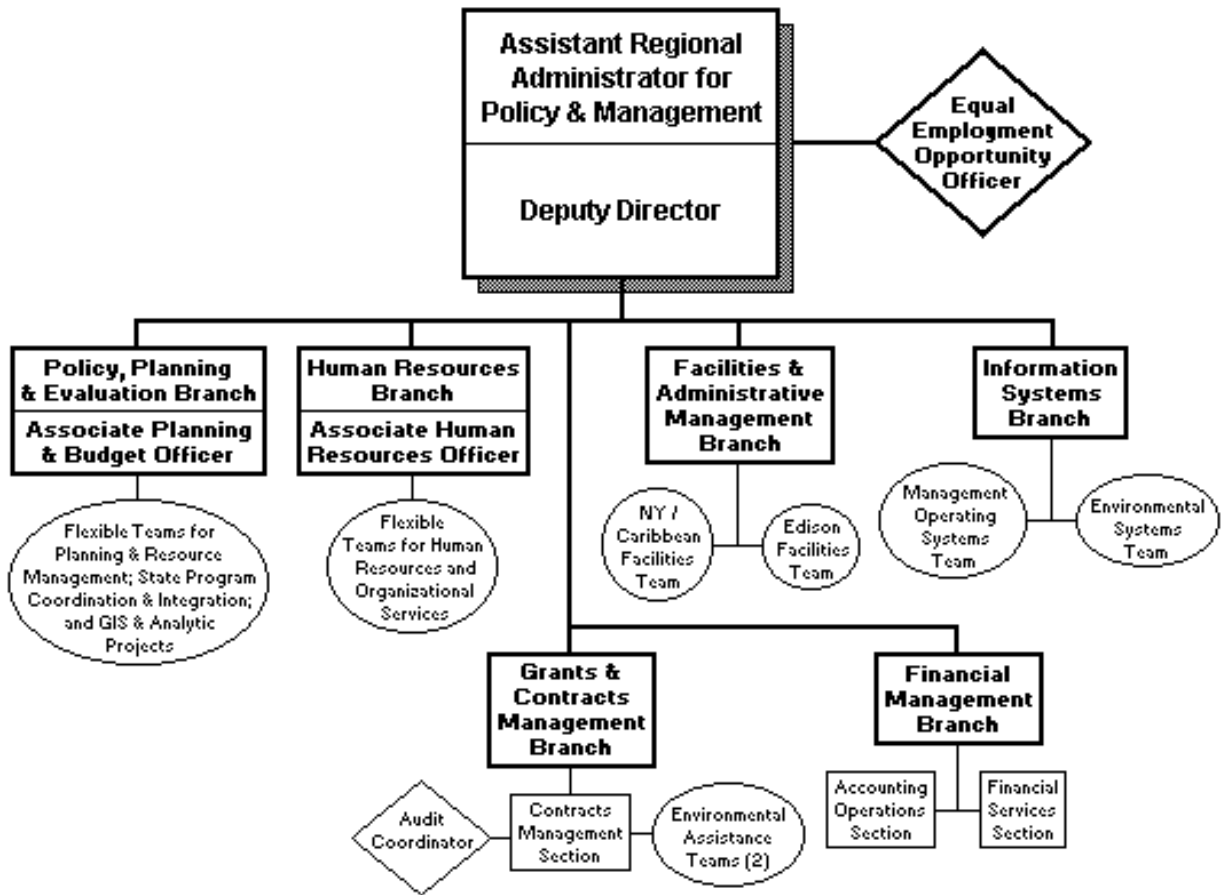 Assistant Regional
Administrator for
Policy & Management
Deputy Director
Equal
Employment
Opportunity
Officer
Policy, Planning
& Evaluation Branch
Associate Planning
& Budget Officer
Human Resources
Branch
Associate Human
Resources Officer
Facilities &
Administrative
Management
Branch
Information
Systems
Branch
Flexible Teams for
Planning & Resource
Management; State Program
Coordination & Integration;
and GIS & Analytic
Projects
Flexible
Teams for Human
Resources and
Organizational
Services
NY /
Caribbean
Facilities
Team
Edison
Facilities
Team
Management
Operating
Systems
Team
Environmental
Systems
Team
Grants &
Contracts
Management
Branch
Financial
Management
Branch
Audit
Coordinator
Contracts
Management
Section
Environmental
Assistance
Teams (2)
Accounting
Operations
Section
Financial
Services
Section